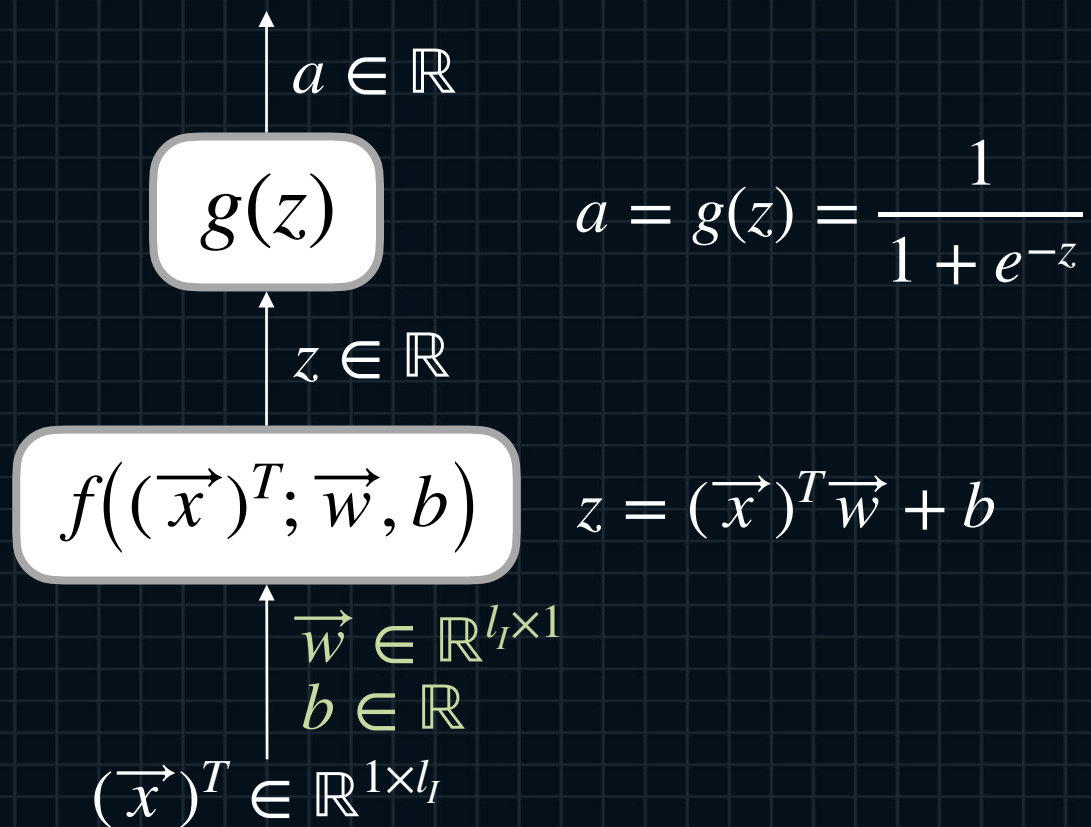 a ∈ ℝ
g(z)
a = g(z) = 1 / (1 + e^{−z})
z ∈ ℝ
f((x⃗)^T; w⃗, b)
z = (x⃗)^T w⃗ + b
w⃗ ∈ ℝ^{l_I×1}
b ∈ ℝ
(x⃗)^T ∈ ℝ^{1×l_I}